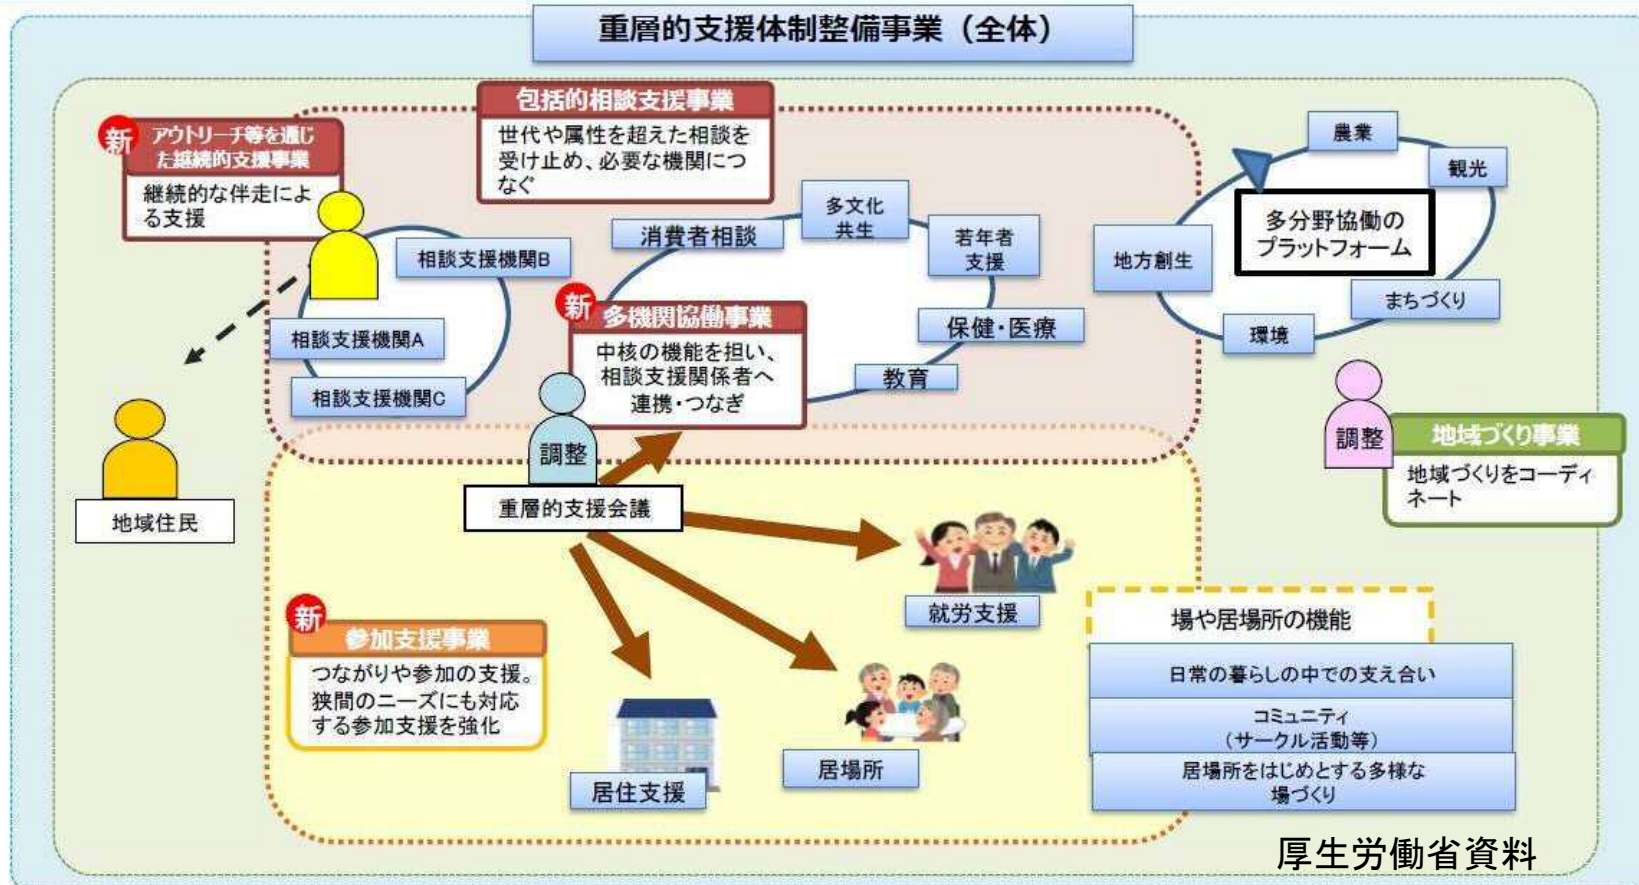 重層的支援体制整備事業（全体）
新
アウトリーチ等を通じ
た継続的支援事業
継続的な伴走によ
る支援
包括的相談支援事業
世代や属性を超えた相談を
受け止め、必要な機関につ
なぐ
相談支援機関B
相談支援機関A
相談支援機関C
消費者相談
多文化
共生
若年者
支援
保健・医療
教育
新
多機関協働事業
中核の機能を担い、
相談支援関係者へ
連携・つなぎ
農業
観光
地方創生
多分野協働の
プラットフォーム
まちづくり
環境
調整
地域づくり事業
地域づくりをコーディ
ネート
地域住民
調整
重層的支援会議
新
参加支援事業
つながりや参加の支援。
狭間のニーズにも対応
する参加支援を強化
就労支援
居場所
居住支援
場や居場所の機能
日常の暮らしの中での支え合い
コミュニティ
（サークル活動等）
居場所をはじめとする多様な
場づくり
厚生労働省資料